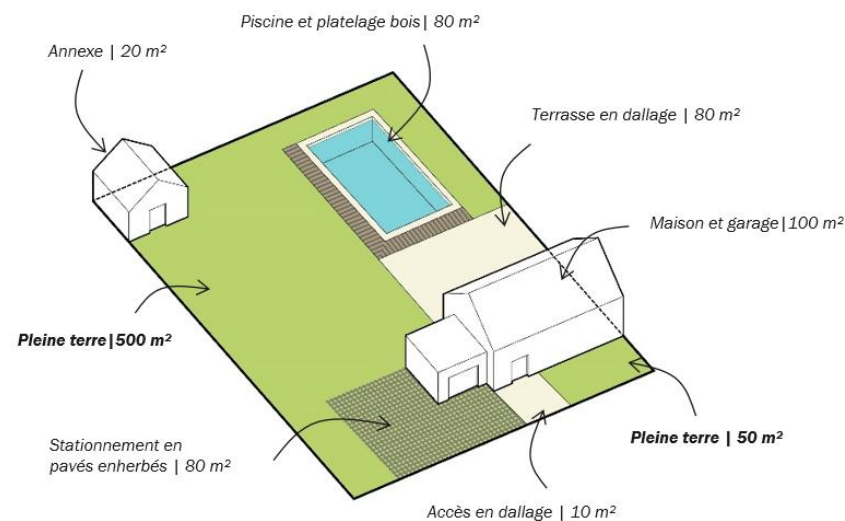 Piscine et platelage bois| 80 m²
Annexe | 20 m²
Terrasse en dallage | 80 m²
Maison et garage|100 m²
Pleine terre|500 m²
Pleine terre | 50 m²
Stationnement en
pavés enherbés | 80 m²
Accès en dallage | 10 m²